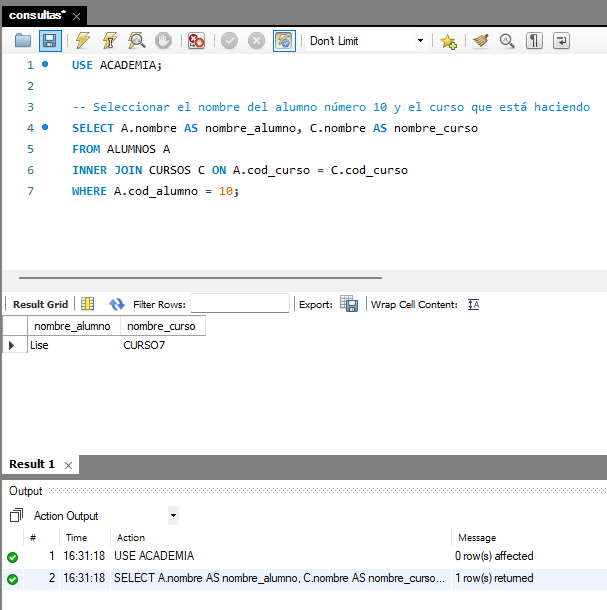 consultas*
Don't Limit
1 USE ACADEMIA;
2
3 -- Seleccionar el nombre del alumno número 10 y el curso que está haciendo
4 SELECT A.nombre AS nombre_alumno, C.nombre AS nombre_curso
5 FROM ALUMNOS A
6 INNER JOIN CURSOS C ON A.cod_curso = C.cod_curso
7 WHERE A.cod_alumno = 10;
Result Grid Filter Rows: Export: Wrap Cell Content:
nombre_alumno nombre_curso
Lise CURSO7
Result 1
Output
Action Output
# Time Action Message
1 16:31:18 USE ACADEMIA 0 row(s) affected
2 16:31:18 SELECT A.nombre AS nombre_alumno, C.nombre AS nombre_curso... 1 row(s) returned